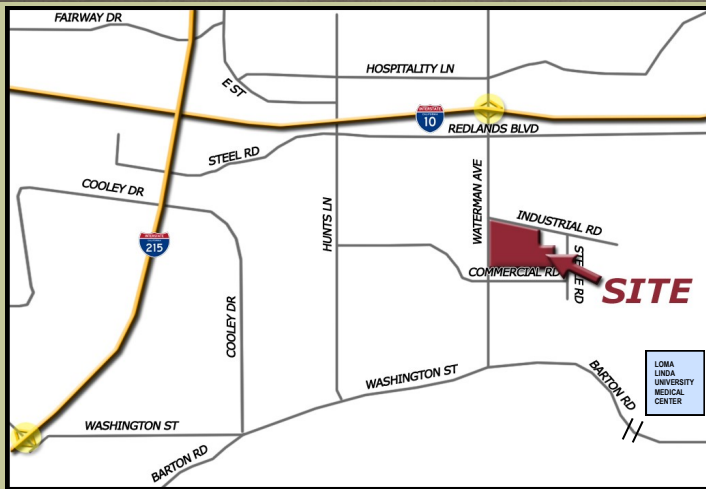 FAIRWAY DR
E ST
HOSPITALITY LN
INTERSTATE
CALIFORNIA
10
REDLANDS BLVD
STEEL RD
COOLEY DR
INTERSTATE
CALIFORNIA
215
HUNTS LN
WATERMAN AVE
INDUSTRIAL RD
COMMERCIAL RD
SITE
COOLEY DR
WASHINGTON ST
BARTON RD
LOMA
LINDA
UNIVERSITY
MEDICAL
CENTER
WASHINGTON ST
BARTON RD